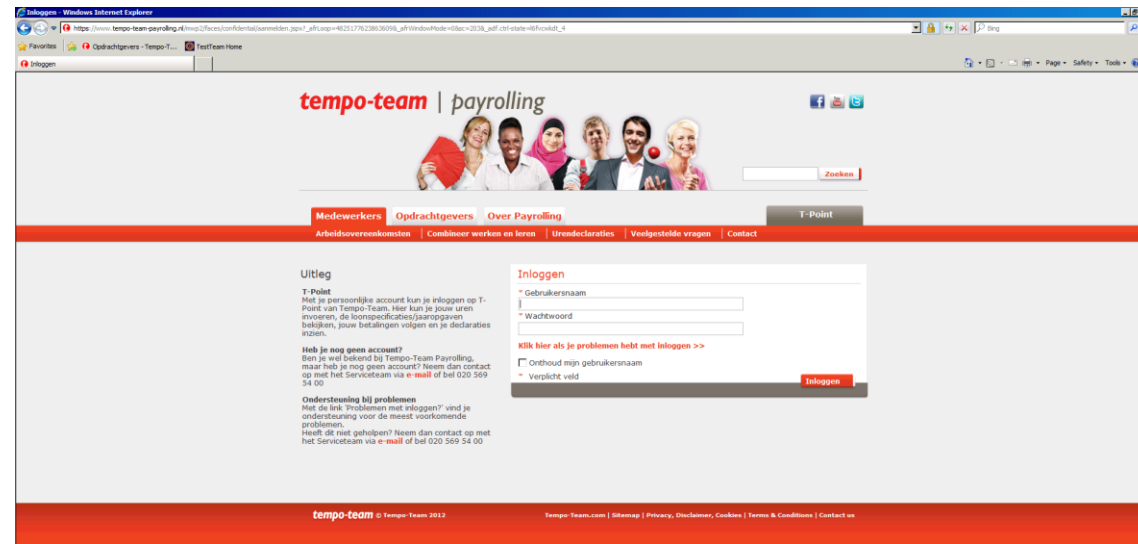 Inloggen - Windows Internet Explorer
Bing
Favorites Opdrachtgevers - Tempo-T... TestTeam Home
Inloggen Page Safety Tools
tempo-team | payrolling
Zoeken
Medewerkers Opdrachtgevers Over Payrolling T-Point
Arbeidsovereenkomsten | Combineer werken en leren | Urendeclaraties | Veelgestelde vragen | Contact
Uitleg
T-Point
Met je persoonlijke account kun je inloggen op T-
Point van Tempo-Team. Hier kun je jouw uren
invoeren, de loonspecificaties/jaaropgaven
bekijken, jouw betalingen volgen en je declaraties
inzien.
Heb je nog geen account?
Ben je wel bekend bij Tempo-Team Payrolling,
maar heb je nog geen account? Neem dan contact
op met het Serviceteam via e-mail of bel 020 569
54 00
Ondersteuning bij problemen
Met de link 'Problemen met inloggen?' vind je
ondersteuning voor de meest voorkomende
problemen.
Heeft dit niet geholpen? Neem dan contact op met
het Serviceteam via e-mail of bel 020 569 54 00
Inloggen
* Gebruikersnaam
* Wachtwoord
Klik hier als je problemen hebt met inloggen >>
Onthoud mijn gebruikersnaam
* Verplicht veld
Inloggen
tempo-team © Tempo-Team 2012 Tempo-Team.com | Sitemap | Privacy, Disclaimer, Cookies | Terms & Conditions | Contact us